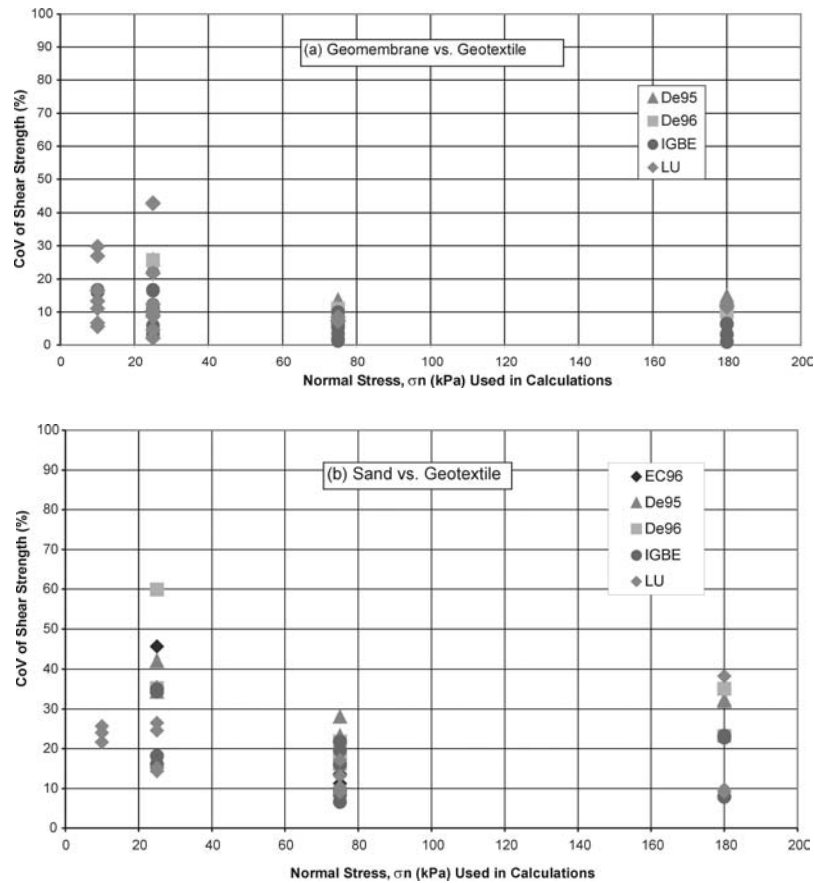 100
90
80
70
60
50
40
30
20
10
0
CoV of Shear Strength (%)
(a) Geomembrane vs. Geotextile
De95
De96
IGBE
LU
0 20 40 60 80 100 120 140 160 180 200
Normal Stress, σn (kPa) Used in Calculations
100
90
80
70
60
50
40
30
20
10
0
CoV of Shear Strength (%)
(b) Sand vs. Geotextile
EC96
De95
De96
IGBE
LU
0 20 40 60 80 100 120 140 160 180 200
Normal Stress, σn (kPa) Used in Calculations